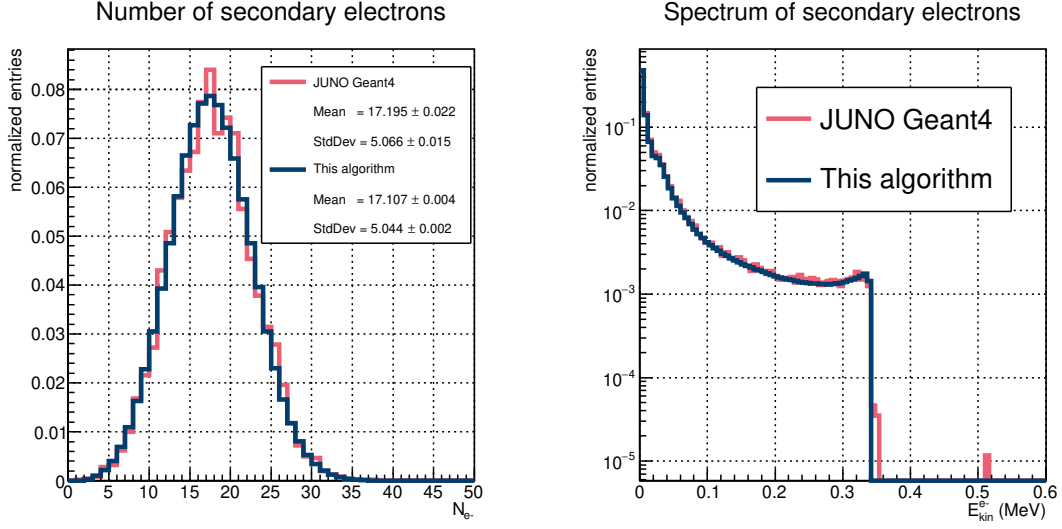 Number of secondary electrons
normalized entries
0.08
0.07
0.06
0.05
0.04
0.03
0.02
0.01
0
JUNO Geant4
Mean = 17.195 ± 0.022
StdDev = 5.066 ± 0.015
This algorithm
Mean = 17.107 ± 0.004
StdDev = 5.044 ± 0.002
0 5 10 15 20 25 30 35 40 45 50
N e-
Spectrum of secondary electrons
normalized entries
10−1
10−2
10−3
10−4
10−5
JUNO Geant4
This algorithm
0 0.1 0.2 0.3 0.4 0.5 0.6
E e- kin (MeV)